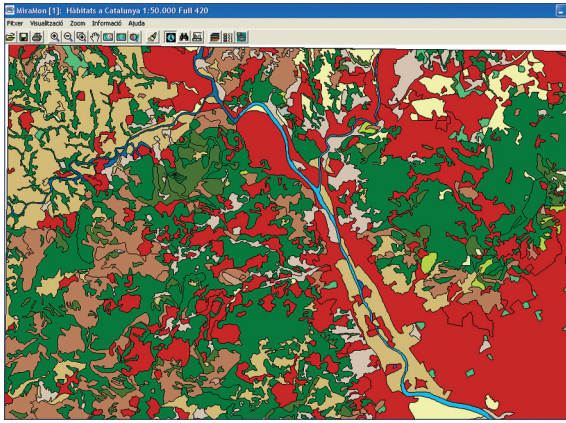 MiraMon [1]: Hàbitats a Catalunya 1:50.000 Full 420
Fitxer Visualització Zoom Informació Ajuda